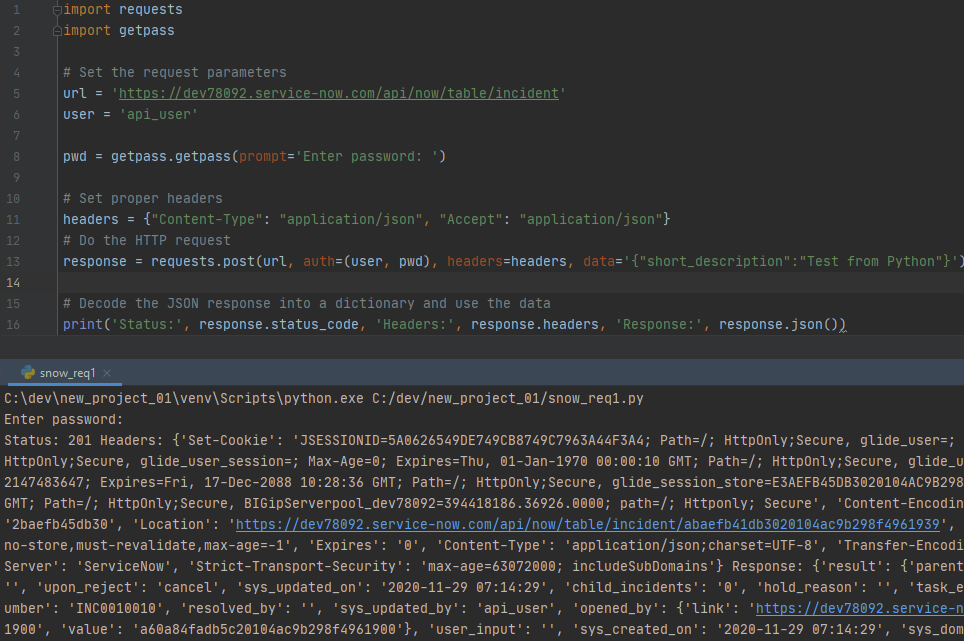 1 import requests
2 import getpass
3
4 # Set the request parameters
5 url = 'https://dev78092.service-now.com/api/now/table/incident'
6 user = 'api_user'
7
8 pwd = getpass.getpass(prompt='Enter password: ')
9
10 # Set proper headers
11 headers = {"Content-Type": "application/json", "Accept": "application/json"}
12 # Do the HTTP request
13 response = requests.post(url, auth=(user, pwd), headers=headers, data='{"short_description":"Test from Python"}')
14
15 # Decode the JSON response into a dictionary and use the data
16 print('Status:', response.status_code, 'Headers:', response.headers, 'Response:', response.json())
snow_req1 ×
C:\dev\new_project_01\venv\Scripts\python.exe C:/dev/new_project_01/snow_req1.py
Enter password:
Status: 201 Headers: {'Set-Cookie': 'JSESSIONID=5A0626549DE749CB8749C7963A44F3A4; Path=/; HttpOnly;Secure, glide_user=;
HttpOnly;Secure, glide_user_session=; Max-Age=0; Expires=Thu, 01-Jan-1970 00:00:10 GMT; Path=/; HttpOnly;Secure, glide_u
2147483647; Expires=Fri, 17-Dec-2088 10:28:36 GMT; Path=/; HttpOnly;Secure, glide_session_store=E3AEFB45DB3020104AC9B298
GMT; Path=/; HttpOnly;Secure, BIGipServerpool_dev78092=394418186.36926.0000; path=/; Httponly; Secure', 'Content-Encodin
'2baefb45db30', 'Location': 'https://dev78092.service-now.com/api/now/table/incident/abaefb41db3020104ac9b298f4961939',
no-store,must-revalidate,max-age=-1', 'Expires': '0', 'Content-Type': 'application/json;charset=UTF-8', 'Transfer-Encodi
Server': 'ServiceNow', 'Strict-Transport-Security': 'max-age=63072000; includeSubDomains'} Response: {'result': {'parent
'', 'upon_reject': 'cancel', 'sys_updated_on': '2020-11-29 07:14:29', 'child_incidents': '0', 'hold_reason': '', 'task_e
umber': 'INC0010010', 'resolved_by': '', 'sys_updated_by': 'api_user', 'opened_by': {'link': 'https://dev78092.service-n
1900', 'value': 'a60a84fadb5c20104ac9b298f4961900'}, 'user_input': '', 'sys_created_on': '2020-11-29 07:14:29', 'sys_dom